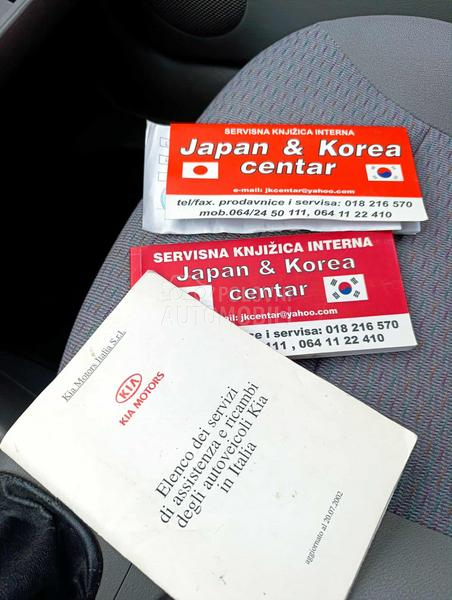 SERVISNA KNJIŽICA INTERNA
Japan & Korea
centar
e-mail: jkcentar@yahoo.com
tel/fax. prodavnice i servisa: 018 216 570
mob.064/24 50 111, 064 11 22 410
SERVISNA KNJIŽICA INTERNA
Japan & Korea
centar
mail: jkcentar@yahoo.com
e i servisa: 018 216 570
111 , 064 11 22 410
POLOVNI
AUTOMOBILI
Kia Motors Italia S.r.l.
KIA
KIA MOTORS
Elenco dei servizi
di assistenza e ricambi
degli autoveicoli Kia
in Italia
aggiornato al 20.07.2002